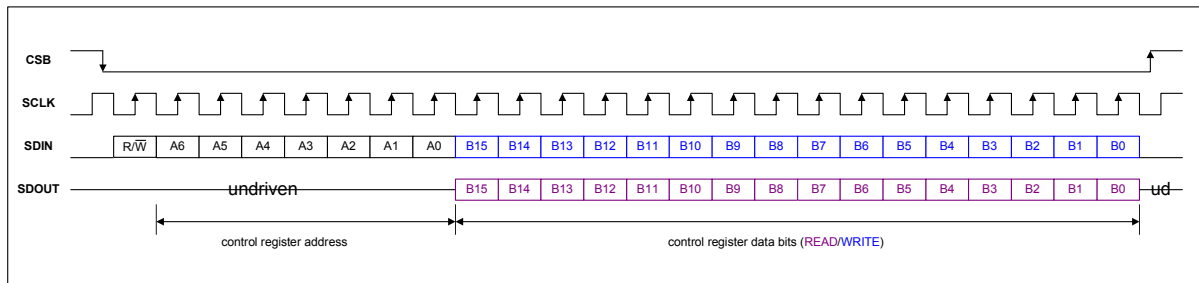 CSB
SCLK
SDIN R/W̅ A6 A5 A4 A3 A2 A1 A0 B15 B14 B13 B12 B11 B10 B9 B8 B7 B6 B5 B4 B3 B2 B1 B0
SDOUT undriven B15 B14 B13 B12 B11 B10 B9 B8 B7 B6 B5 B4 B3 B2 B1 B0 ud
control register address control register data bits (READ/WRITE)